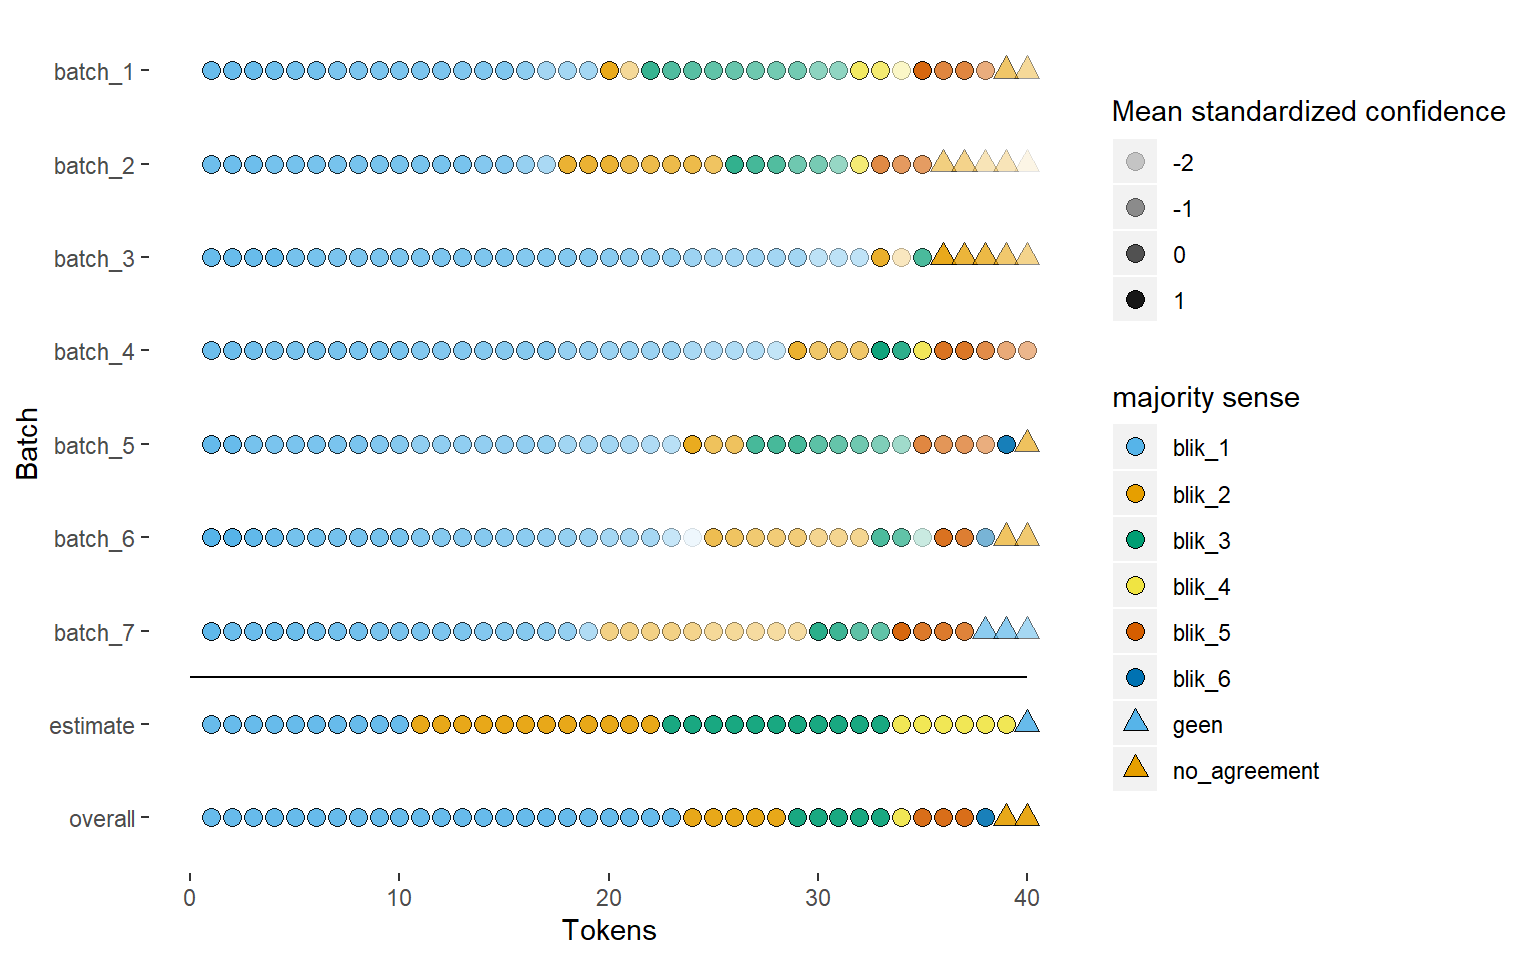 batch_1
batch_2
batch_3
batch_4
batch_5
batch_6
batch_7
estimate
overall
Batch
0 10 20 30 40
Tokens
Mean standardized confidence
-2
-1
0
1
majority sense
blik_1
blik_2
blik_3
blik_4
blik_5
blik_6
geen
no_agreement